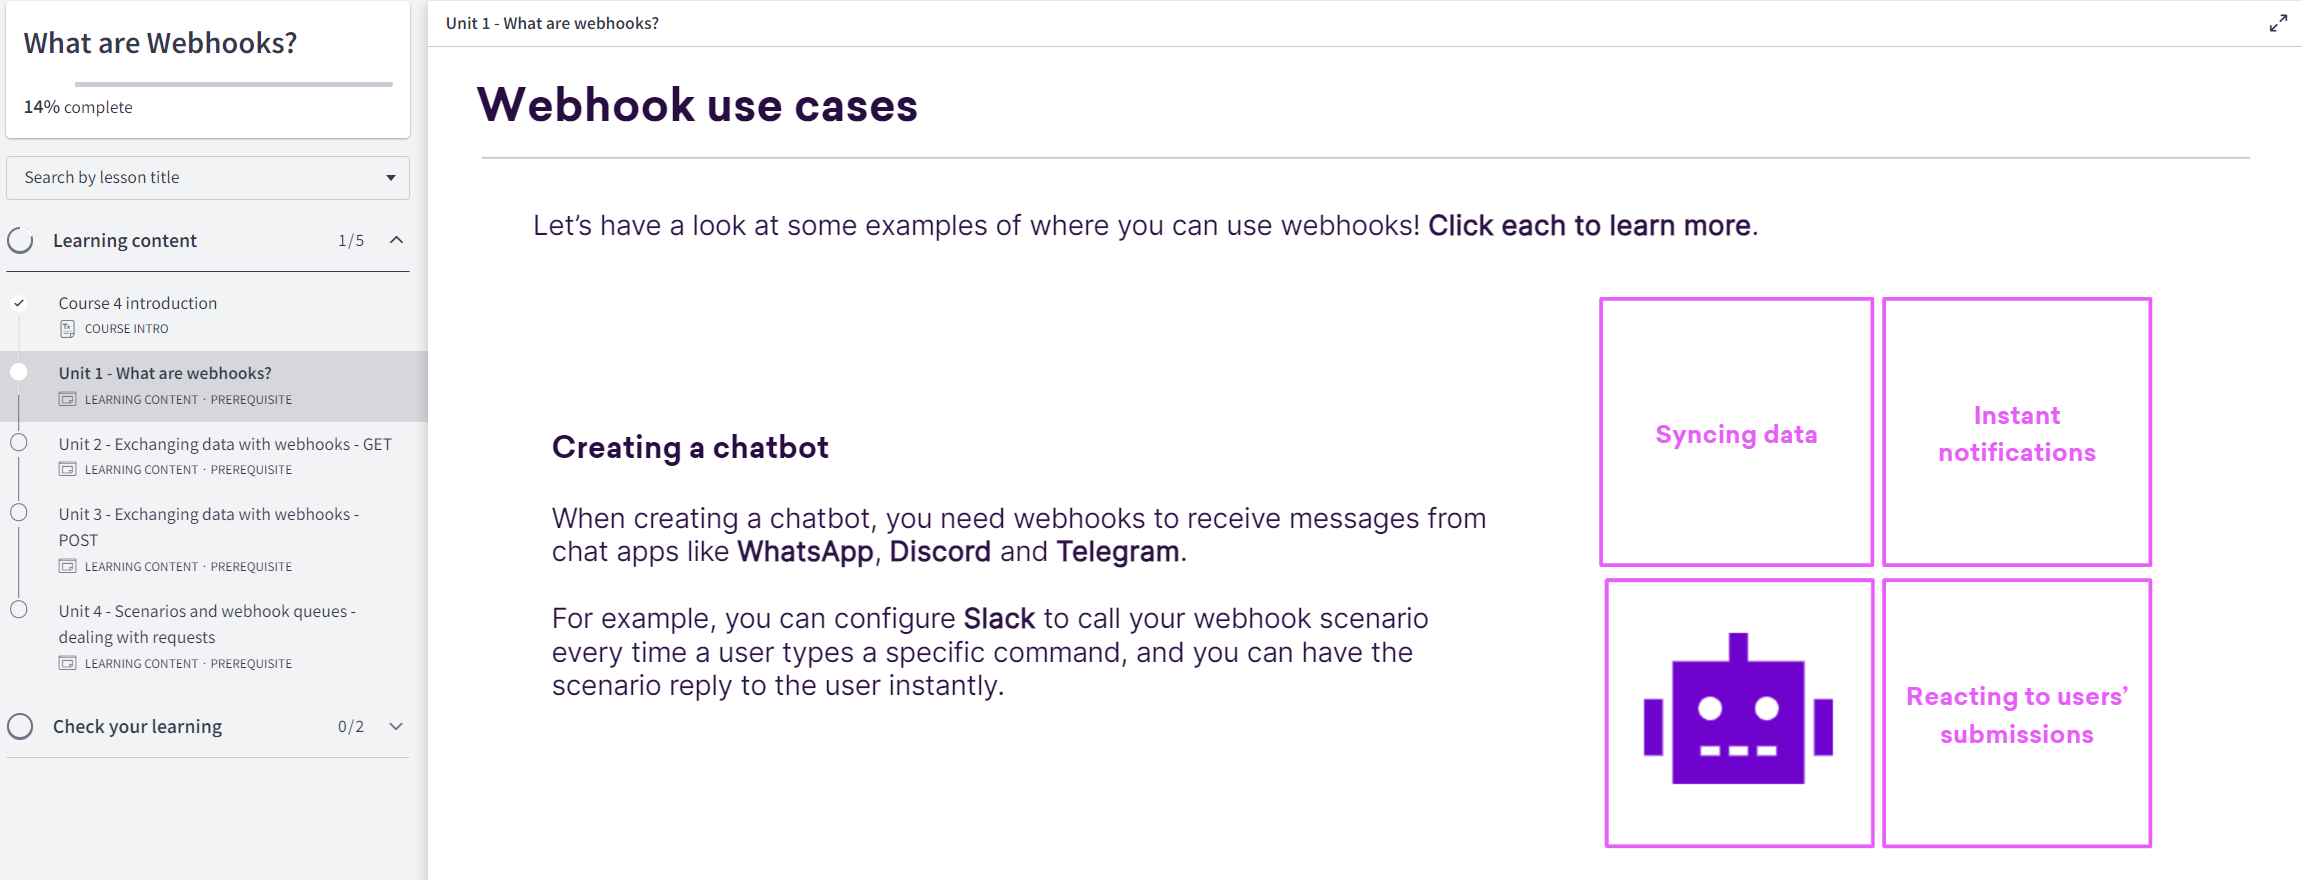 What are Webhooks?
14% complete
Search by lesson title
Learning content 1/5
Course 4 introduction
COURSE INTRO
Unit 1 - What are webhooks?
LEARNING CONTENT · PREREQUISITE
Unit 2 - Exchanging data with webhooks - GET
LEARNING CONTENT · PREREQUISITE
Unit 3 - Exchanging data with webhooks -
POST
LEARNING CONTENT · PREREQUISITE
Unit 4 - Scenarios and webhook queues -
dealing with requests
LEARNING CONTENT · PREREQUISITE
Check your learning 0/2
Unit 1 - What are webhooks?
Webhook use cases
Let’s have a look at some examples of where you can use webhooks! Click each to learn more.
Creating a chatbot
When creating a chatbot, you need webhooks to receive messages from
chat apps like WhatsApp, Discord and Telegram.
For example, you can configure Slack to call your webhook scenario
every time a user types a specific command, and you can have the
scenario reply to the user instantly.
Syncing data
Instant
notifications
Reacting to users’
submissions